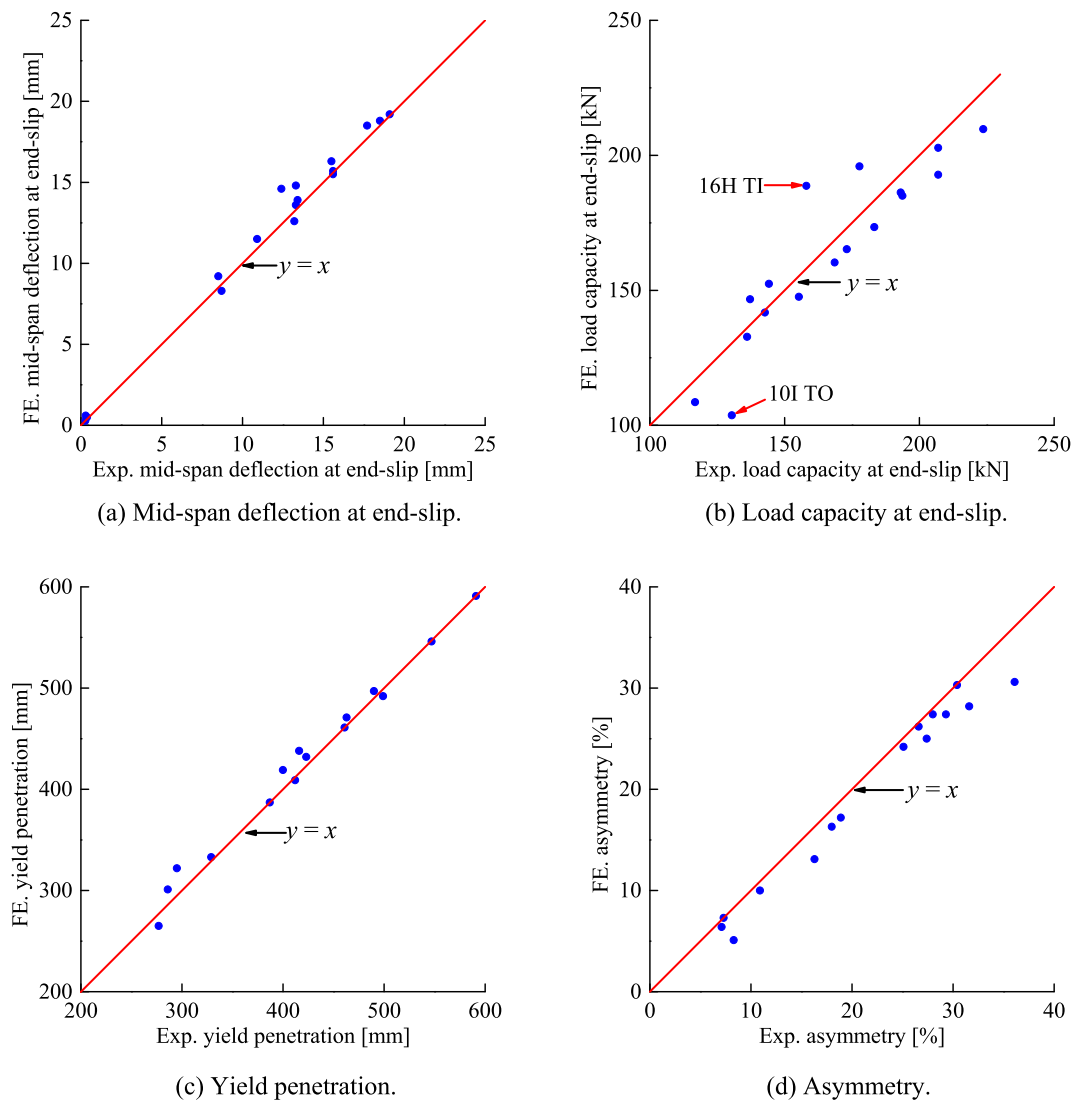 25
20
15
10
5
0
0
5
10
15
20
25
FE. mid-span deflection at end-slip [mm]
y = x
Exp. mid-span deflection at end-slip [mm]
(a) Mid-span deflection at end-slip.
250
200
150
100
100
150
200
250
FE. load capacity at end-slip [kN]
16H TI
y = x
10I TO
Exp. load capacity at end-slip [kN]
(b) Load capacity at end-slip.
600
500
400
300
200
200
300
400
500
600
FE. yield penetration [mm]
y = x
Exp. yield penetration [mm]
(c) Yield penetration.
40
30
20
10
0
0
10
20
30
40
FE. asymmetry [%]
y = x
Exp. asymmetry [%]
(d) Asymmetry.